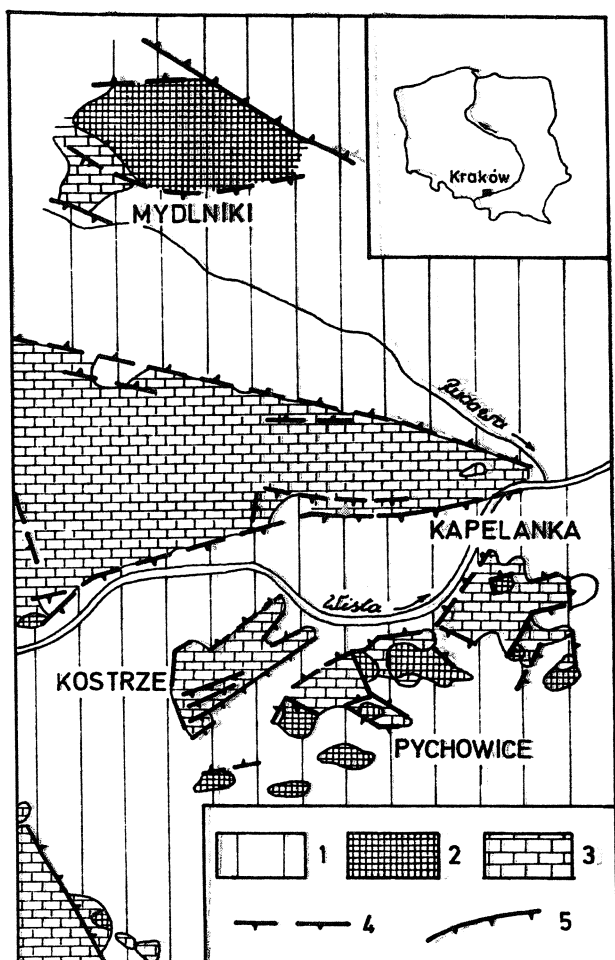 Kraków
MYDLNIKI
Rudawa
KAPELANKA
Wisła
KOSTRZE
PYCHOWICE
1
2
3
4
5